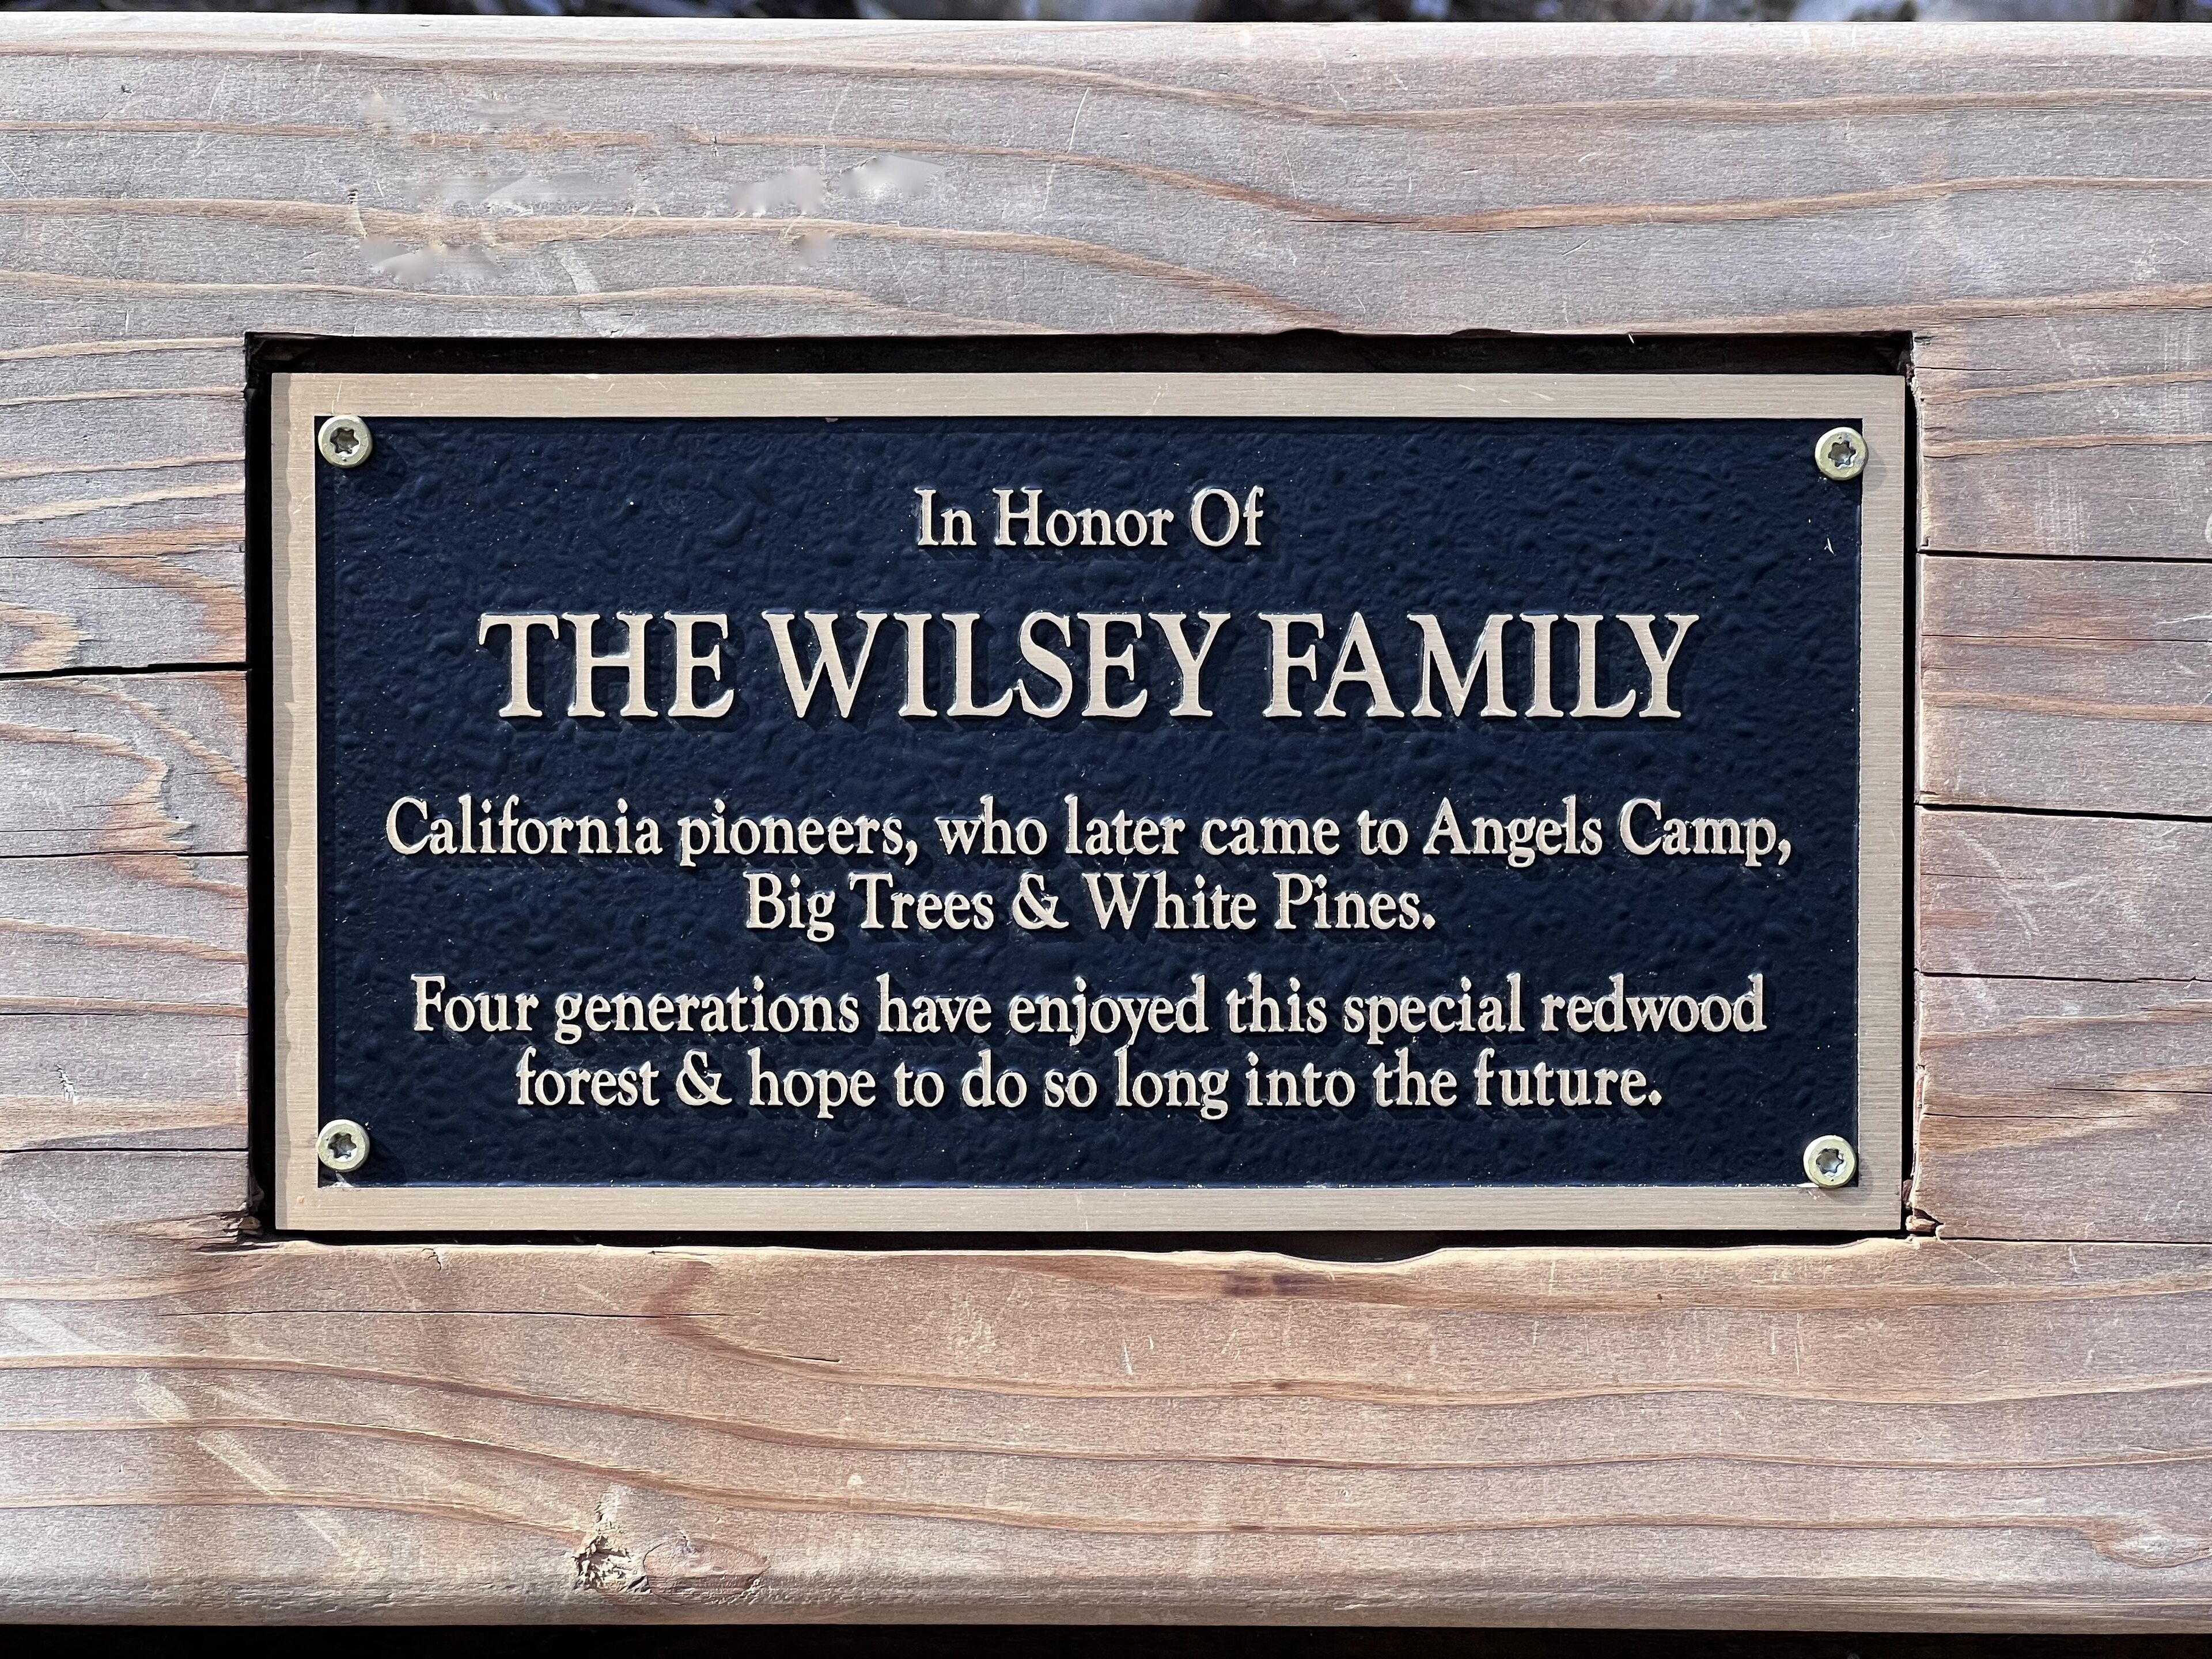 In Honor Of
THE WILSEY FAMILY
California pioneers, who later came to Angels Camp,
Big Trees & White Pines.
Four generations have enjoyed this special redwood
forest & hope to do so long into the future.